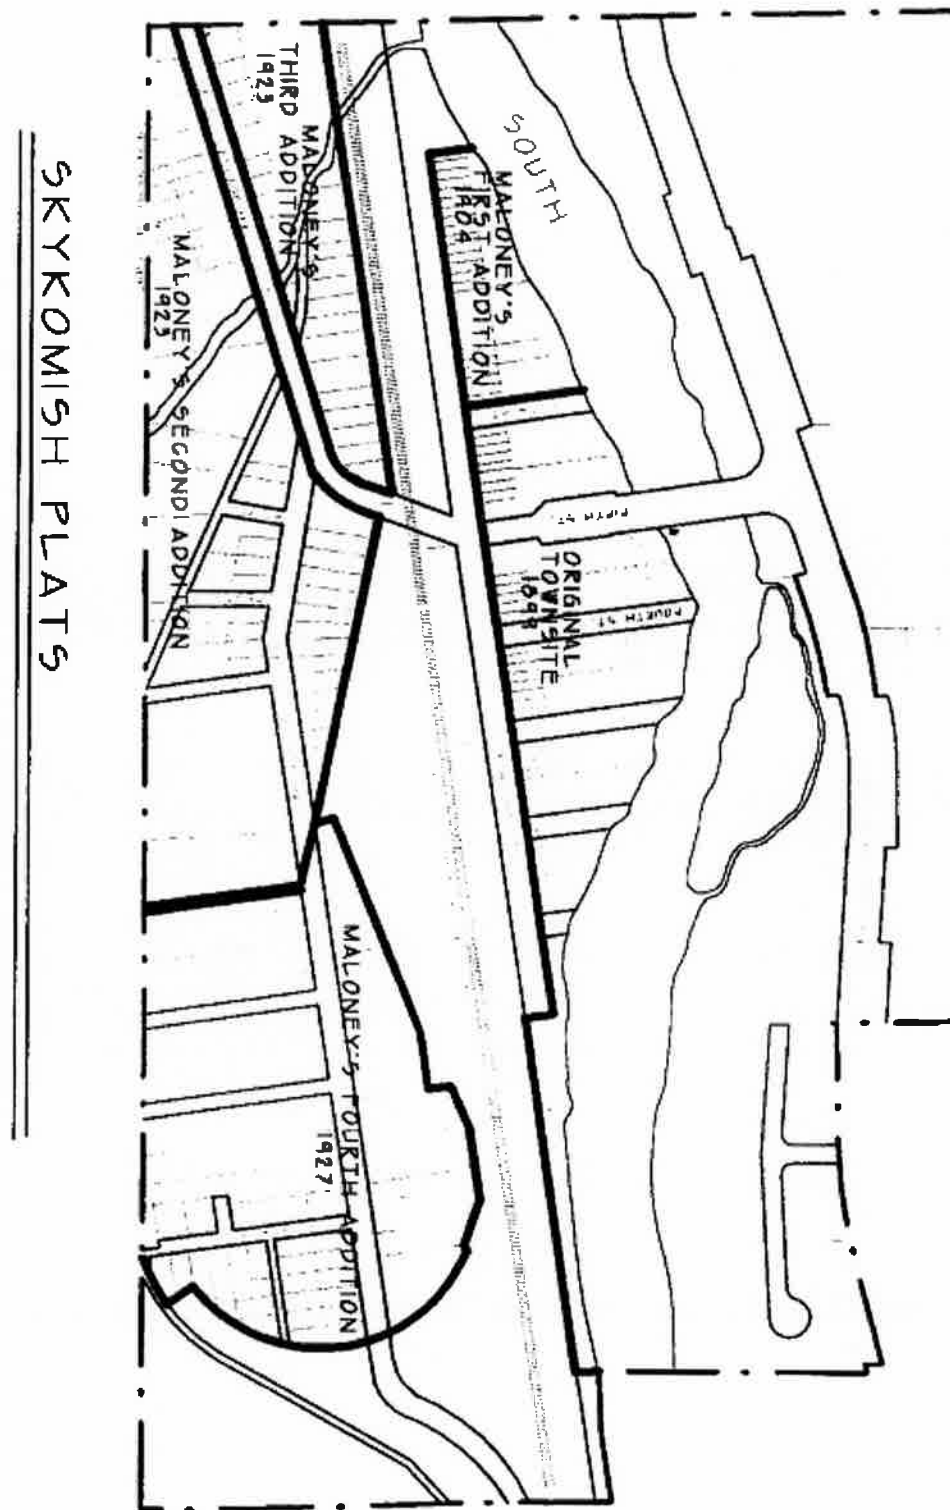 SOUTH
MALONEY'S
FIRST ADDITION
1904
MALONEY'S
THIRD ADDITION
1923
MALONEY'S SECOND ADDITION
1923
FIFTH ST.
FOURTH ST.
ORIGINAL
TOWNSITE
1899
MALONEY'S FOURTH ADDITION
1927
SKYKOMISH PLATS